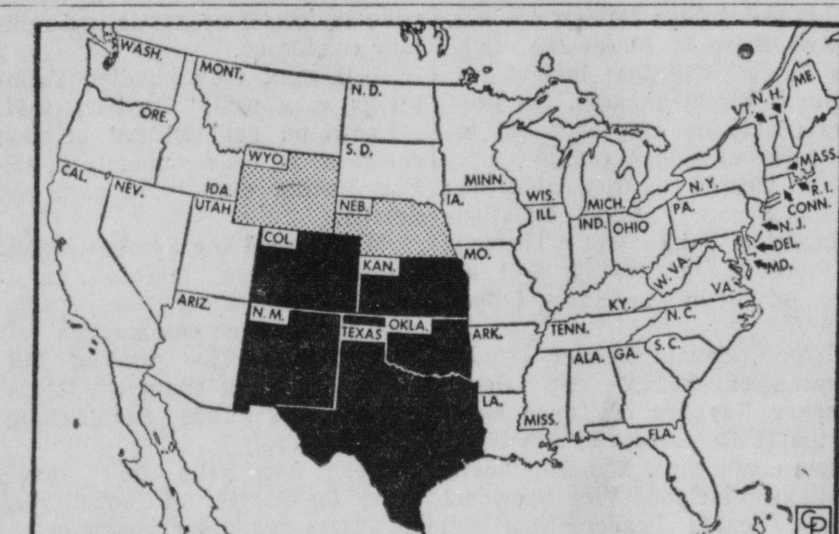 WASH.
MONT.
N.D.
ME.
VT.
N.H.
ORE.
S.D.
WYO.
MINN.
WIS.
MICH.
N.Y.
MASS.
R.I.
CONN.
CAL.
NEV.
IDA.
UTAH
NEB.
IA.
ILL.
IND.
OHIO
PA.
N.J.
DEL.
MD.
COL.
KAN.
MO.
W. VA.
VA.
KY.
ARIZ.
N.M.
TEXAS
OKLA.
ARK.
TENN.
N.C.
S.C.
ALA.
GA.
LA.
MISS.
FLA.
CP